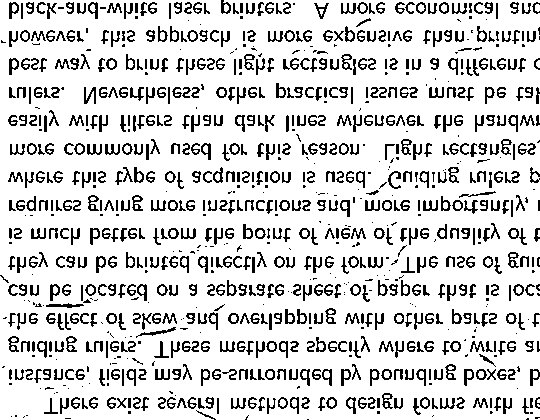 There exist several methods to design forms with fie
instance, fields may be surrounded by bounding boxes, b
guiding rulers. These methods specify where to write an
the effect of skew and overlapping with other parts of t
can be located on a separate sheet of paper that is loca
they can be printed directly on the form. The use of guid
is much better from the point of view of the quality of t
requires giving more instructions and, more importantly,
where this type of acquisition is used. Guiding rulers p
more commonly used for this reason. Light rectangles,
easily with filters than dark lines whenever the handwr
rulers. Nevertheless, other practical issues must be tak
best way to print these light rectangles is in a different c
however, this approach is more expensive than printing
black-and-white laser printers. A more economical and